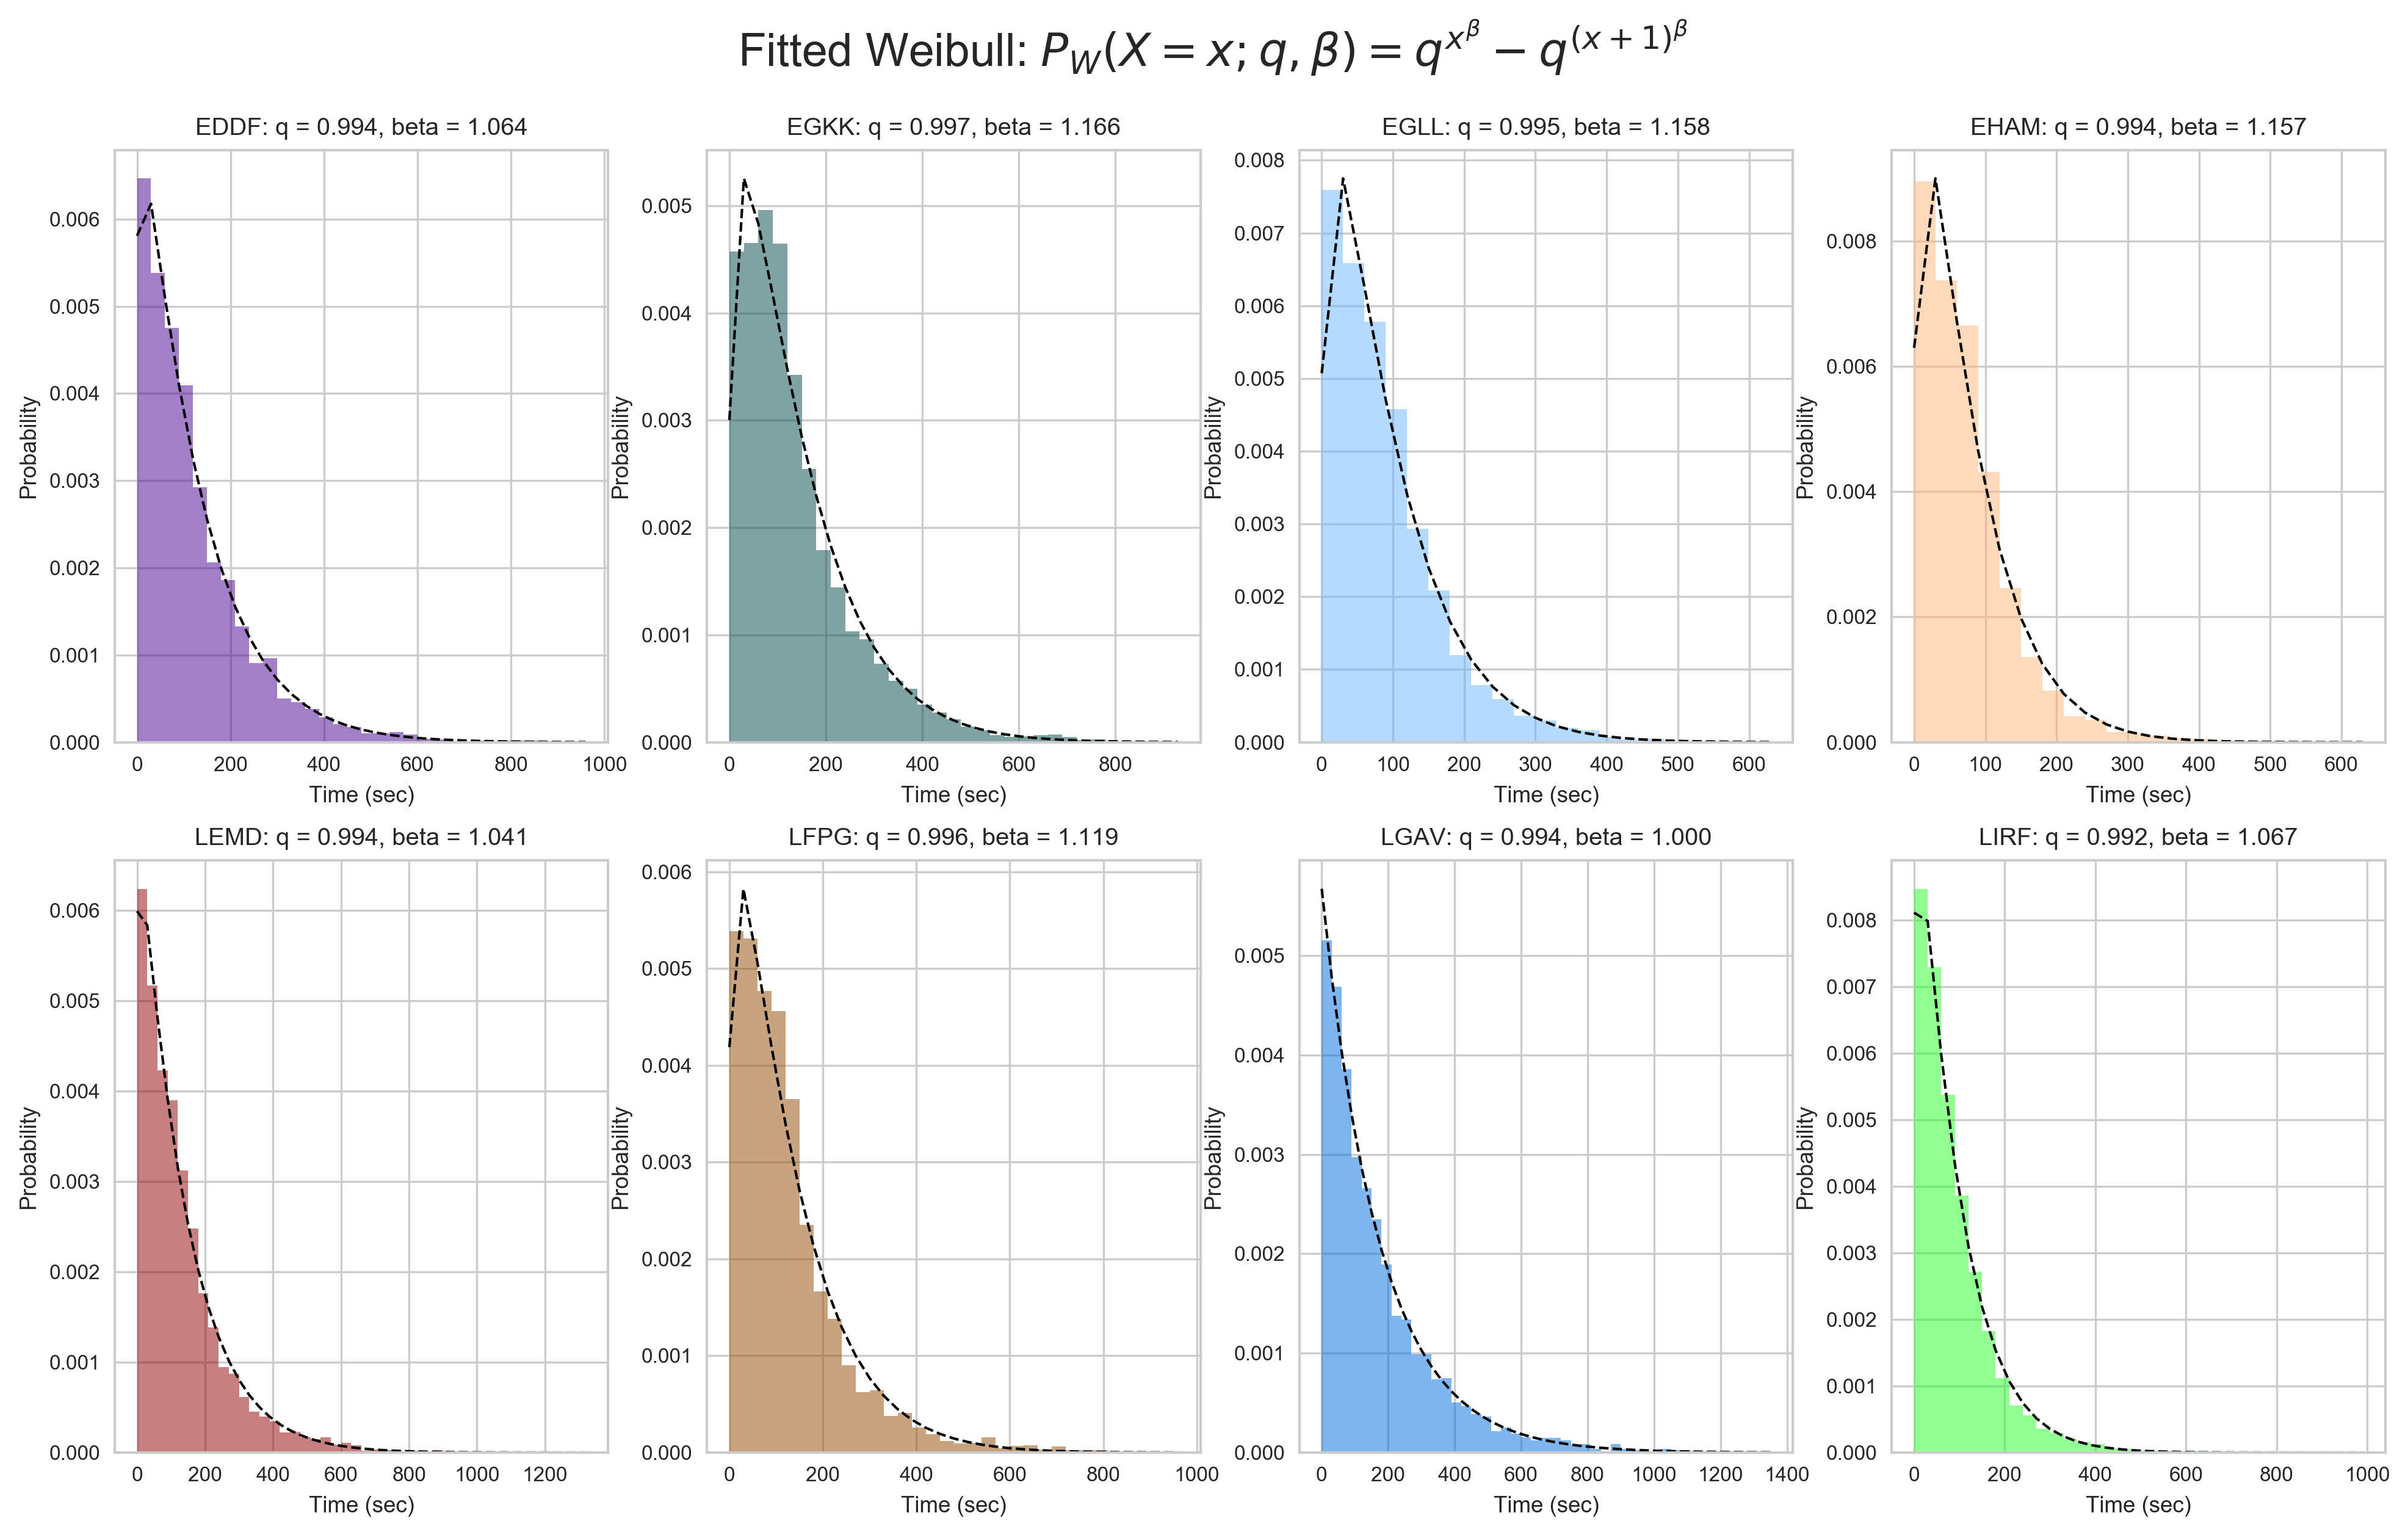 Fitted Weibull: P_W(X = x; q, β) = q^{x^β} − q^{(x + 1)^β}
EDDF: q = 0.994, beta = 1.064
0.006
0.005
0.004
0.003
0.002
0.001
0.000
Probability
0 200 400 600 800 1000
Time (sec)
EGKK: q = 0.997, beta = 1.166
0.005
0.004
0.003
0.002
0.001
0.000
Probability
0 200 400 600 800
Time (sec)
EGLL: q = 0.995, beta = 1.158
0.008
0.007
0.006
0.005
0.004
0.003
0.002
0.001
0.000
Probability
0 100 200 300 400 500 600
Time (sec)
EHAM: q = 0.994, beta = 1.157
0.008
0.006
0.004
0.002
0.000
Probability
0 100 200 300 400 500 600
Time (sec)
LEMD: q = 0.994, beta = 1.041
0.006
0.005
0.004
0.003
0.002
0.001
0.000
Probability
0 200 400 600 800 1000 1200
Time (sec)
LFPG: q = 0.996, beta = 1.119
0.006
0.005
0.004
0.003
0.002
0.001
0.000
Probability
0 200 400 600 800 1000
Time (sec)
LGAV: q = 0.994, beta = 1.000
0.005
0.004
0.003
0.002
0.001
0.000
Probability
0 200 400 600 800 1000 1200 1400
Time (sec)
LIRF: q = 0.992, beta = 1.067
0.008
0.007
0.006
0.005
0.004
0.003
0.002
0.001
0.000
Probability
0 200 400 600 800 1000
Time (sec)